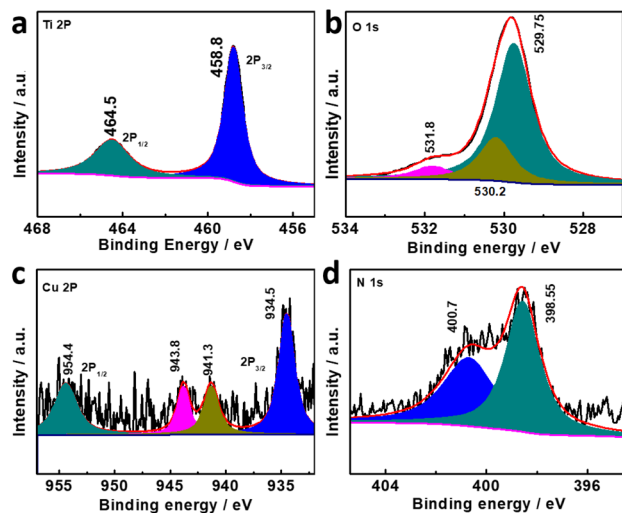 a
Ti 2P
464.5
2P1/2
458.8
2P3/2
Intensity / a.u.
468 464 460 456
Binding Energy / eV
b
O 1s
529.75
531.8
530.2
Intensity / a.u.
534 532 530 528
Binding energy / eV
c
Cu 2P
954.4
2P1/2
943.8
941.3
2P3/2
934.5
Intensity / a.u.
955 950 945 940 935
Binding energy / eV
d
N 1s
400.7
398.55
Intensity / a.u.
404 400 396
Binding energy / eV